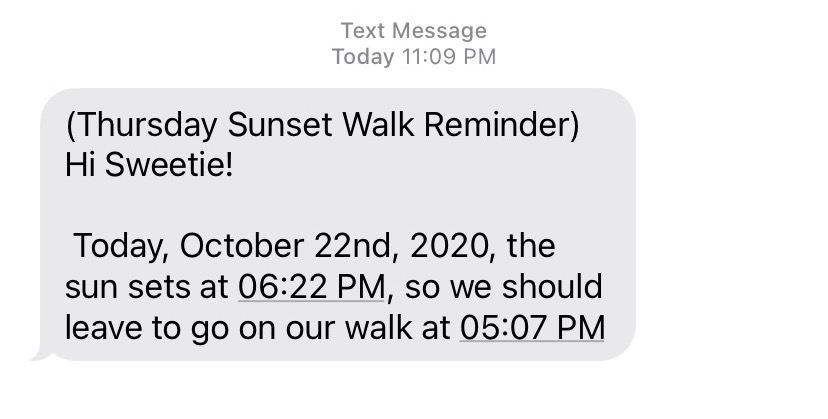 Text Message
Today 11:09 PM
(Thursday Sunset Walk Reminder)
Hi Sweetie!
Today, October 22nd, 2020, the
sun sets at 06:22 PM, so we should
leave to go on our walk at 05:07 PM